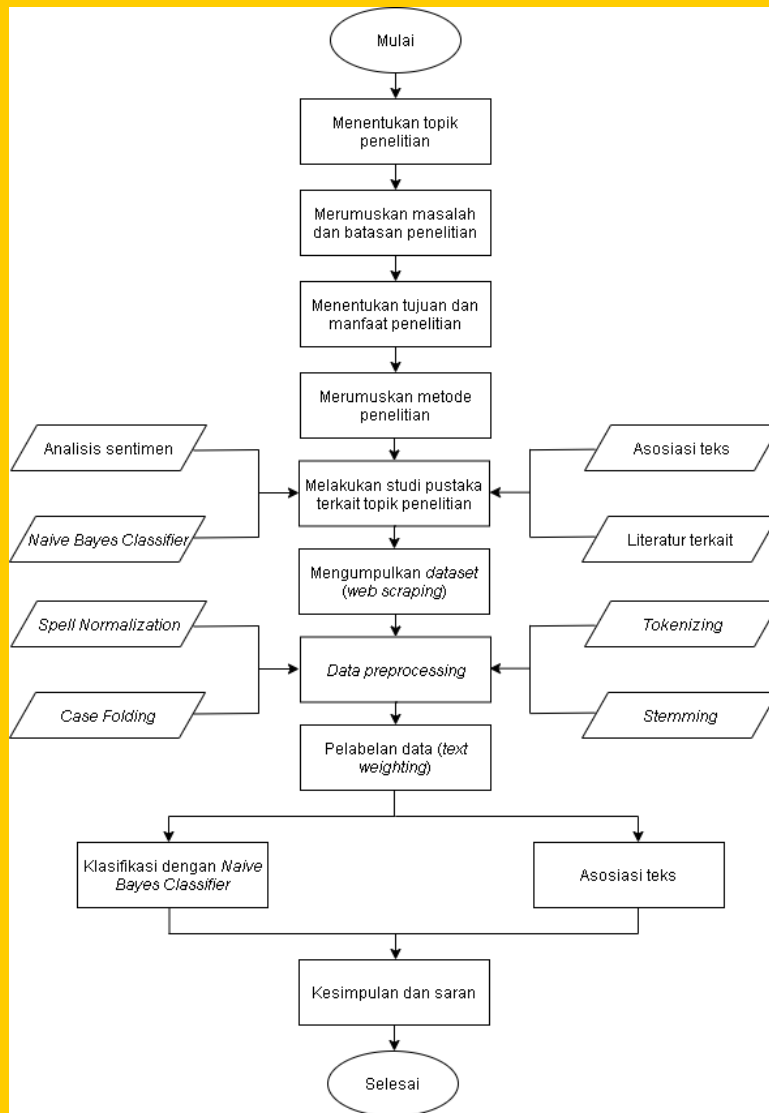 Mulai
Menentukan topik
penelitian
Merumuskan masalah
dan batasan penelitian
Menentukan tujuan dan
manfaat penelitian
Merumuskan metode
penelitian
Analisis sentimen
Asosiasi teks
Melakukan studi pustaka
terkait topik penelitian
Naive Bayes Classifier
Literatur terkait
Mengumpulkan dataset
(web scraping)
Spell Normalization
Tokenizing
Data preprocessing
Case Folding
Stemming
Pelabelan data (text
weighting)
Klasifikasi dengan Naive
Bayes Classifier
Asosiasi teks
Kesimpulan dan saran
Selesai